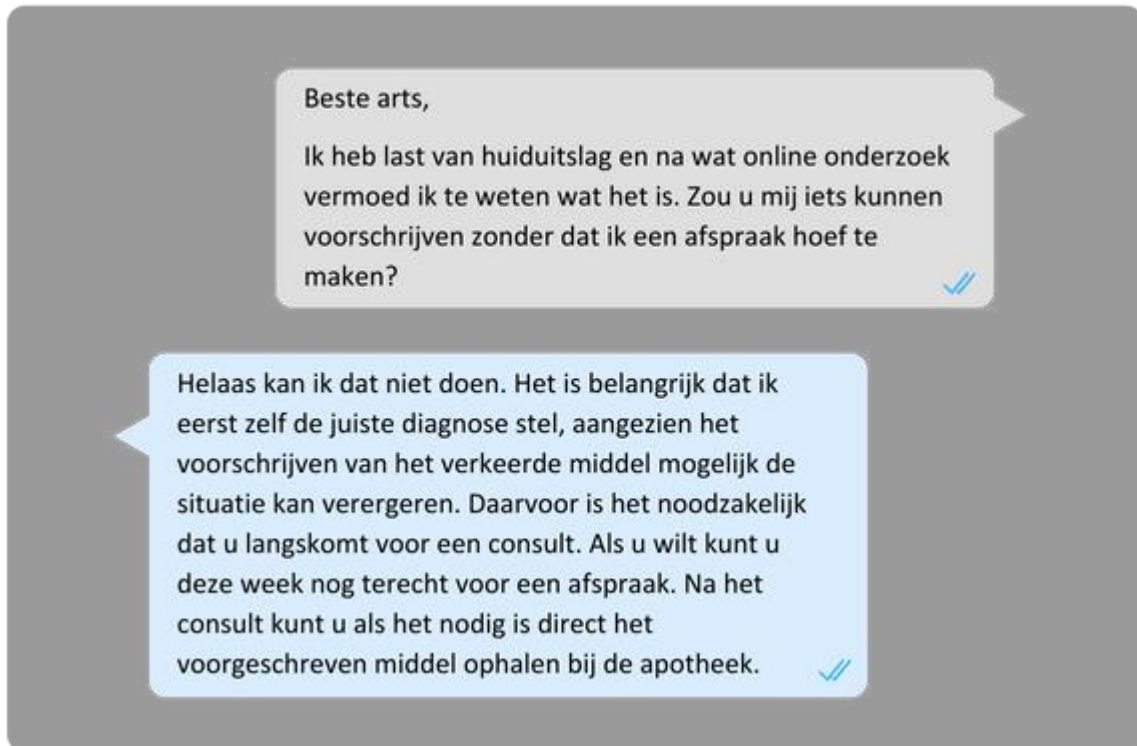 Beste arts,
Ik heb last van huiduitslag en na wat online onderzoek
vermoed ik te weten wat het is. Zou u mij iets kunnen
voorschrijven zonder dat ik een afspraak hoef te
maken?
Helaas kan ik dat niet doen. Het is belangrijk dat ik
eerst zelf de juiste diagnose stel, aangezien het
voorschrijven van het verkeerde middel mogelijk de
situatie kan verergeren. Daarvoor is het noodzakelijk
dat u langskomt voor een consult. Als u wilt kunt u
deze week nog terecht voor een afspraak. Na het
consult kunt u als het nodig is direct het
voorgeschreven middel ophalen bij de apotheek.